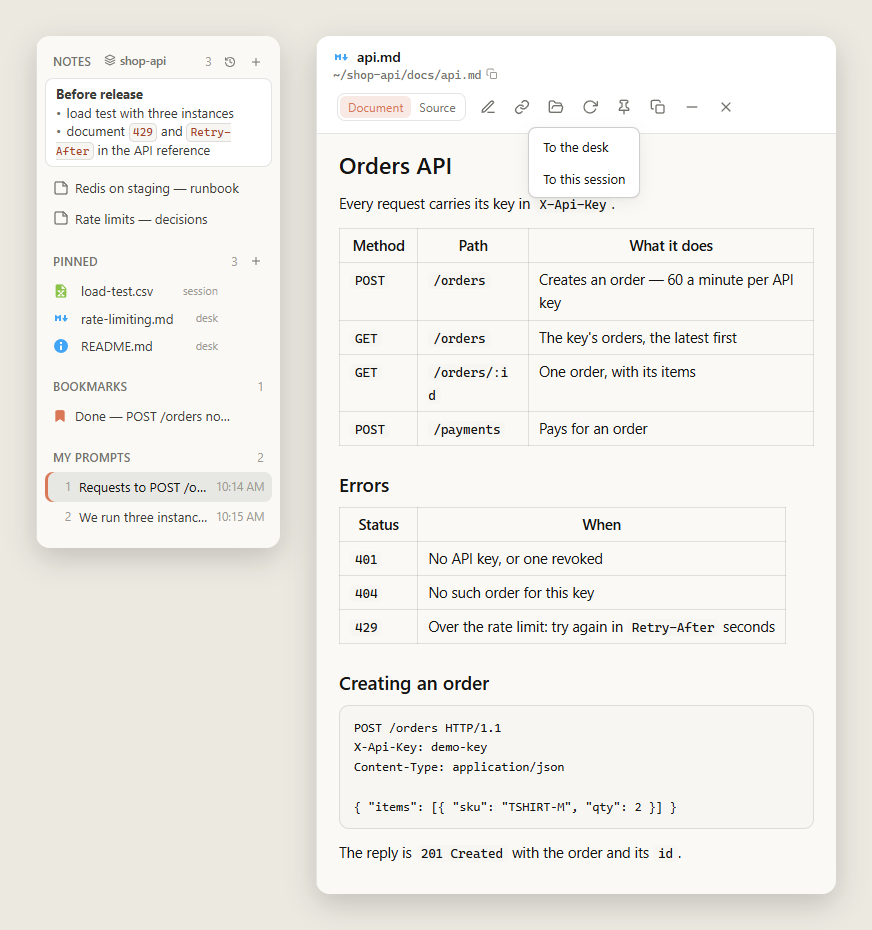 NOTES shop-api 3
Before release
• load test with three instances
• document 429 and Retry-
After in the API reference
Redis on staging — runbook
Rate limits — decisions
PINNED 3
load-test.csv session
rate-limiting.md desk
README.md desk
BOOKMARKS 1
Done — POST /orders no...
MY PROMPTS 2
1 Requests to POST /o... 10:14 AM
2 We run three instanc... 10:15 AM
api.md
~/shop-api/docs/api.md
Document Source
To the desk
To this session
Orders API
Every request carries its key in X-Api-Key.
Method Path What it does
POST /orders Creates an order — 60 a minute per API
key
GET /orders The key's orders, the latest first
GET /orders/:i One order, with its items
d
POST /payments Pays for an order
Errors
Status When
401 No API key, or one revoked
404 No such order for this key
429 Over the rate limit: try again in Retry-After seconds
Creating an order
POST /orders HTTP/1.1
X-Api-Key: demo-key
Content-Type: application/json
{ "items": [{ "sku": "TSHIRT-M", "qty": 2 }] }
The reply is 201 Created with the order and its id.